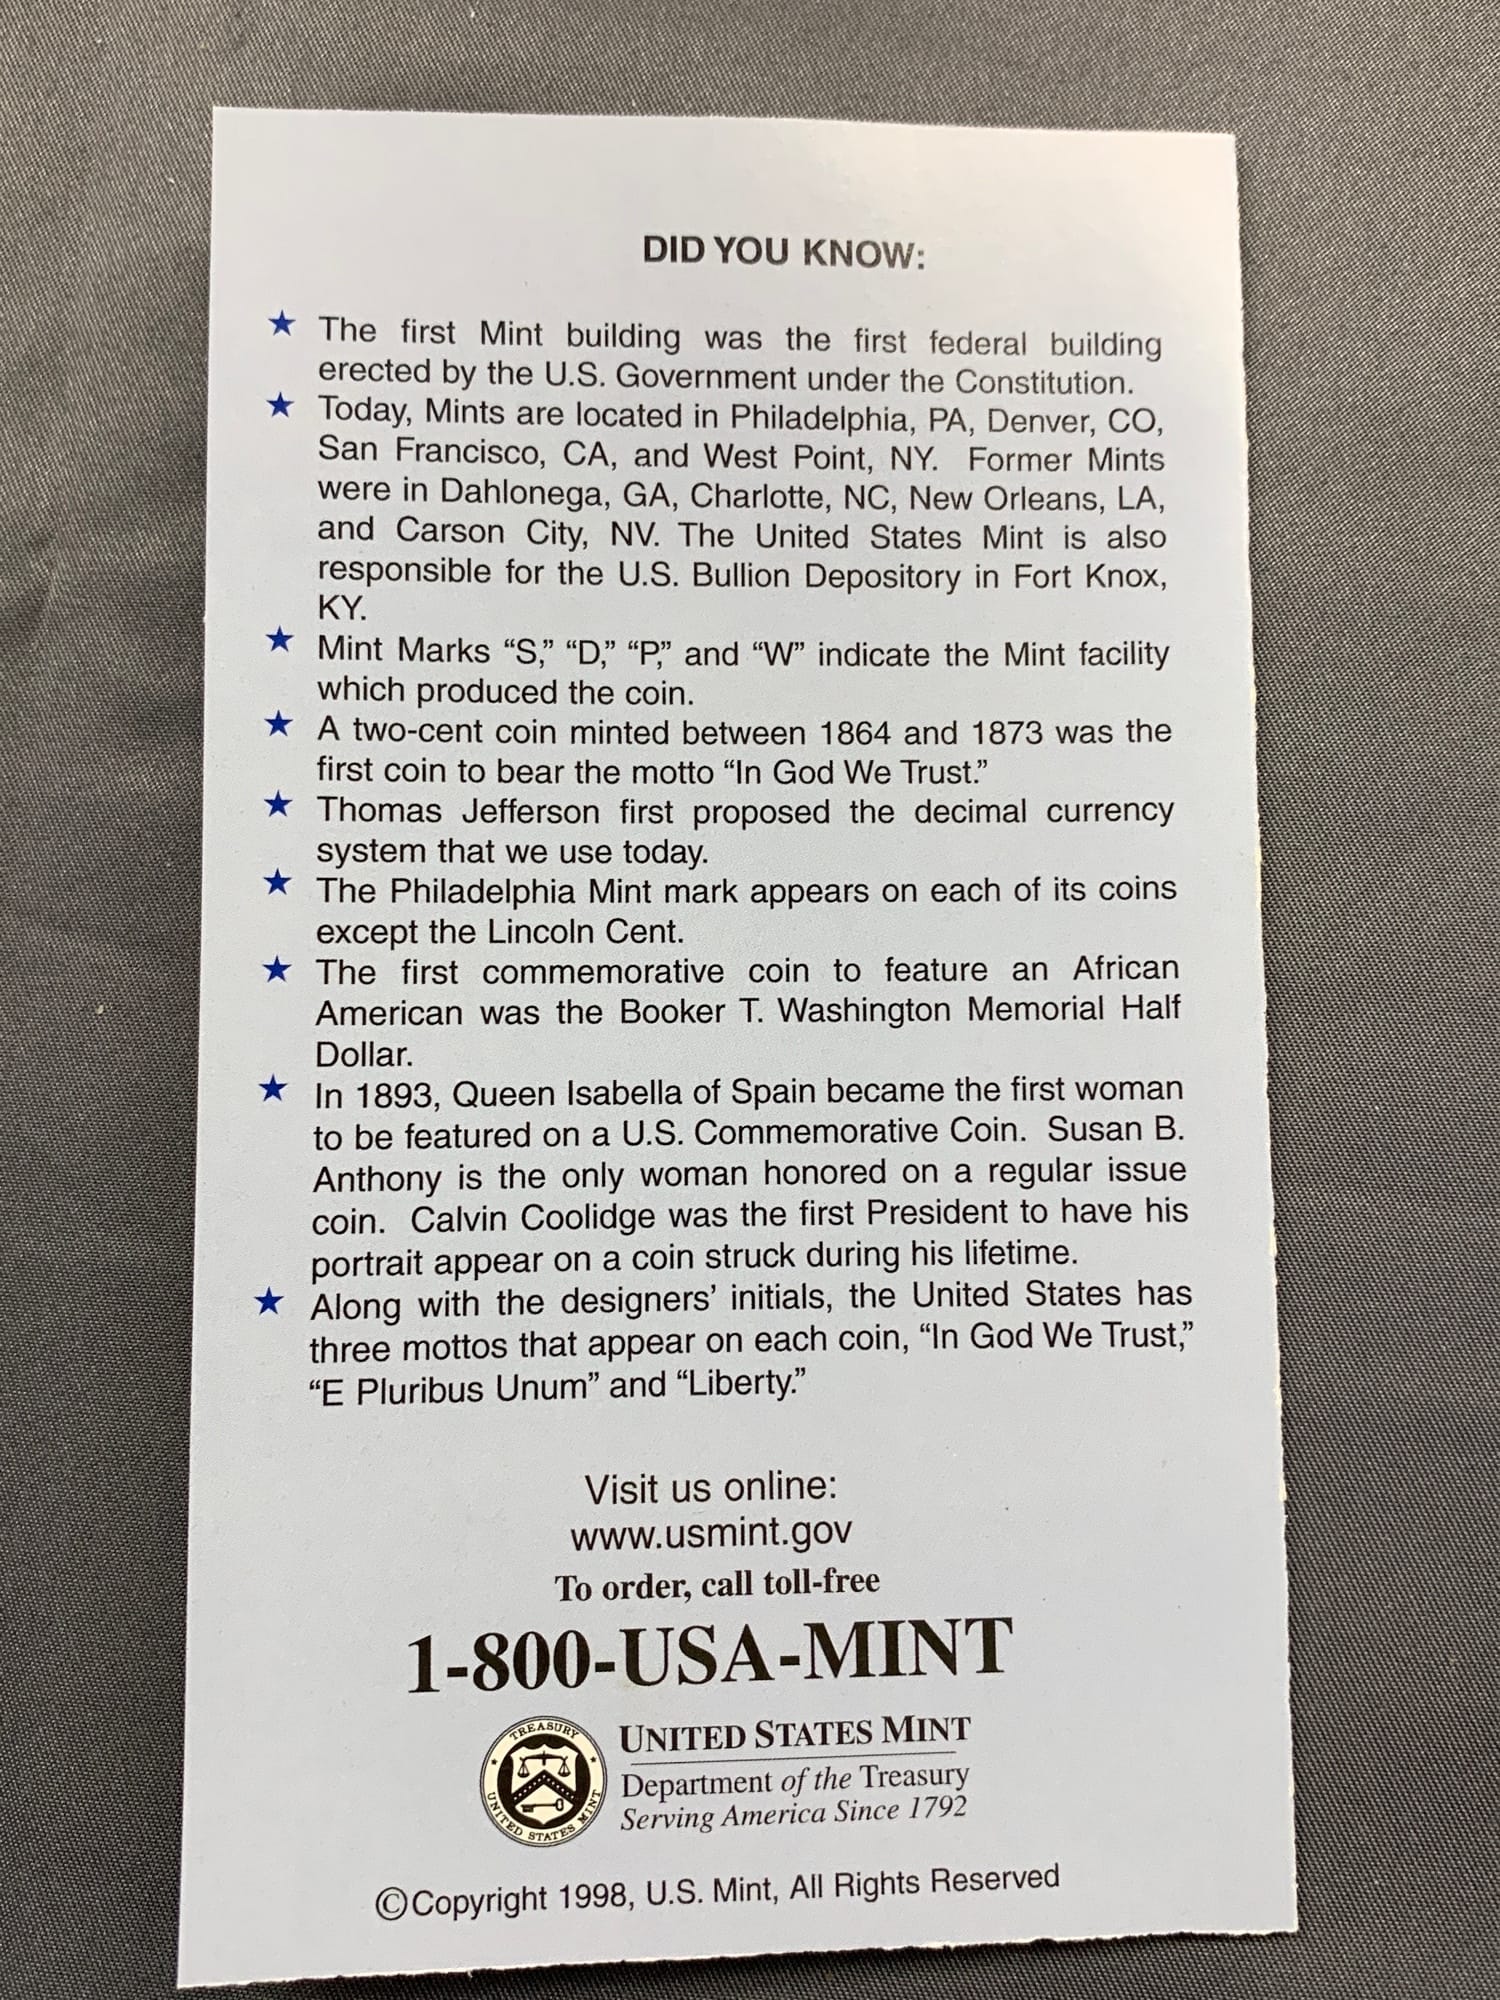 DID YOU KNOW:
★ The first Mint building was the first federal building
erected by the U.S. Government under the Constitution.
★ Today, Mints are located in Philadelphia, PA, Denver, CO,
San Francisco, CA, and West Point, NY. Former Mints
were in Dahlonega, GA, Charlotte, NC, New Orleans, LA,
and Carson City, NV. The United States Mint is also
responsible for the U.S. Bullion Depository in Fort Knox,
KY.
★ Mint Marks “S,” “D,” “P,” and “W” indicate the Mint facility
which produced the coin.
★ A two-cent coin minted between 1864 and 1873 was the
first coin to bear the motto “In God We Trust.”
★ Thomas Jefferson first proposed the decimal currency
system that we use today.
★ The Philadelphia Mint mark appears on each of its coins
except the Lincoln Cent.
★ The first commemorative coin to feature an African
American was the Booker T. Washington Memorial Half
Dollar.
★ In 1893, Queen Isabella of Spain became the first woman
to be featured on a U.S. Commemorative Coin. Susan B.
Anthony is the only woman honored on a regular issue
coin. Calvin Coolidge was the first President to have his
portrait appear on a coin struck during his lifetime.
★ Along with the designers’ initials, the United States has
three mottos that appear on each coin, “In God We Trust,”
“E Pluribus Unum” and “Liberty.”
Visit us online:
www.usmint.gov
To order, call toll-free
1-800-USA-MINT
TREASURY
UNITED STATES MINT
UNITED STATES MINT
Department of the Treasury
Serving America Since 1792
©Copyright 1998, U.S. Mint, All Rights Reserved